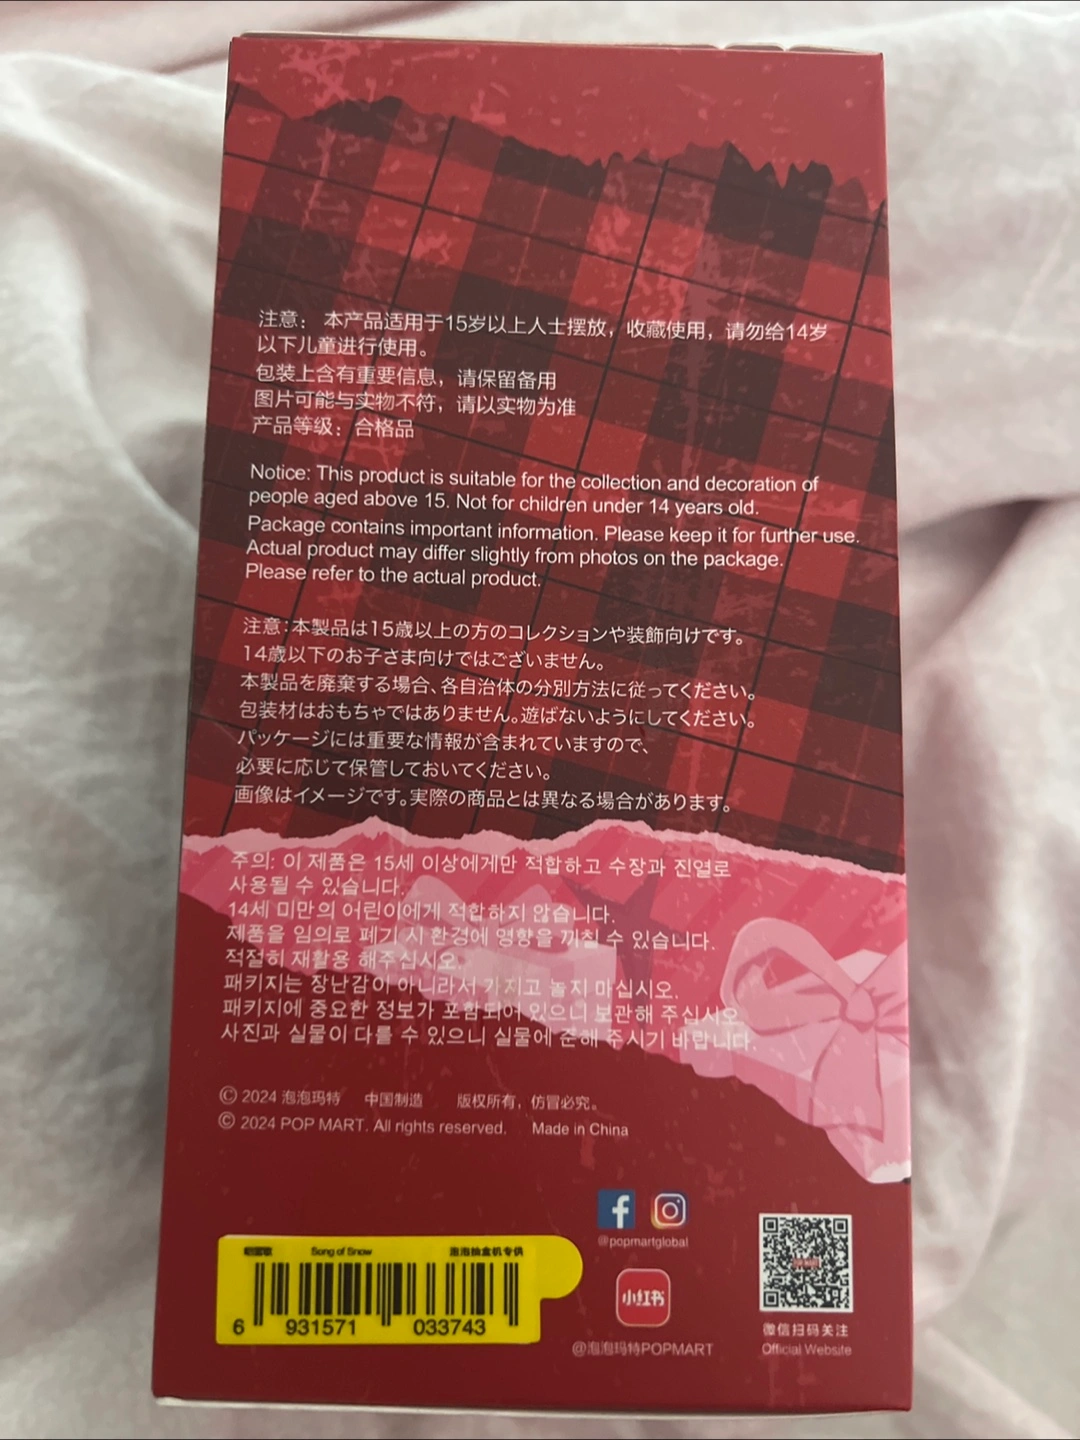 注意： 本产品适用于15岁以上人士摆放，收藏使用，请勿给14岁
以下儿童进行使用。
包装上含有重要信息，请保留备用
图片可能与实物不符，请以实物为准
产品等级：合格品
Notice: This product is suitable for the collection and decoration of
people aged above 15. Not for children under 14 years old.
Package contains important information. Please keep it for further use.
Actual product may differ slightly from photos on the package.
Please refer to the actual product.
注意：本製品は15歳以上の方のコレクションや装飾向けです。
14歳以下のお子さま向けではございません。
本製品を廃棄する場合、各自治体の分別方法に従ってください。
包装材はおもちゃではありません。遊ばないようにしてください。
パッケージには重要な情報が含まれていますので、
必要に応じて保管しておいてください。
画像はイメージです。実際の商品とは異なる場合があります。
주의: 이 제품은 15세 이상에게만 적합하고 수장과 진열로
사용될 수 있습니다.
14세 미만의 어린이에게 적합하지 않습니다.
제품을 임의로 폐기 시 환경에 영향을 끼칠 수 있습니다.
적절히 재활용 해주십시오.
패키지는 장난감이 아니라서 가지고 놀지 마십시오.
패키지에 중요한 정보가 포함되어 있으니 보관해 주십시오.
사진과 실물이 다를 수 있으니 실물에 준해 주시기 바랍니다.
© 2024 泡泡玛特 中国制造 版权所有，仿冒必究。
© 2024 POP MART. All rights reserved. Made in China
@popmartglobal
Song of Snow 泡泡抽盒机专供
6 931571 033743
小红书
@泡泡玛特POPMART
微信扫码关注
Official Website